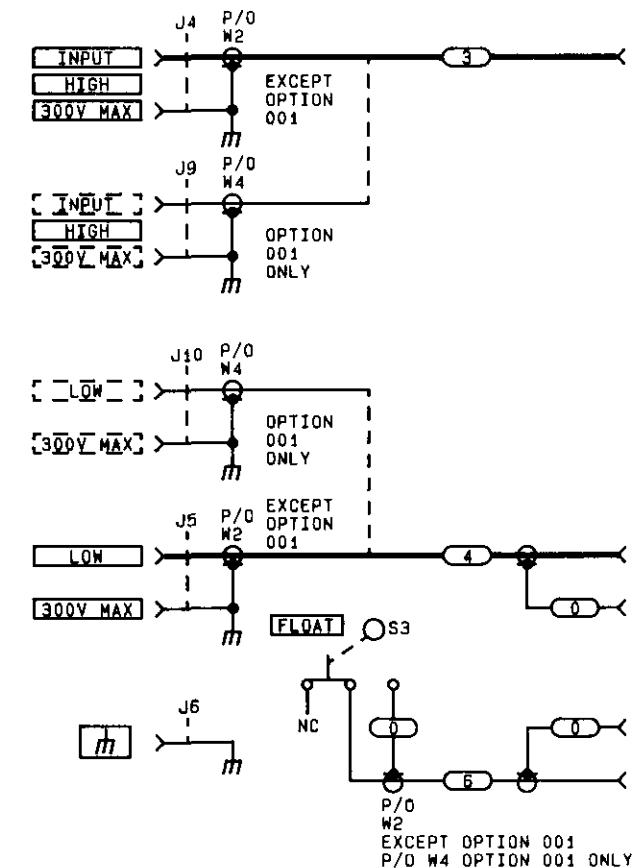 J4 P/O
W2
INPUT
3
HIGH
EXCEPT
OPTION
001
300V MAX
J9 P/O
W4
INPUT
HIGH
OPTION
001
ONLY
300V MAX
J10 P/O
W4
LOW
OPTION
001
ONLY
300V MAX
J5 P/O
W2
EXCEPT
OPTION
001
LOW
4
300V MAX
0
FLOAT
S3
J6
NC
0
0
6
P/O
W2
EXCEPT OPTION 001
P/O W4 OPTION 001 ONLY